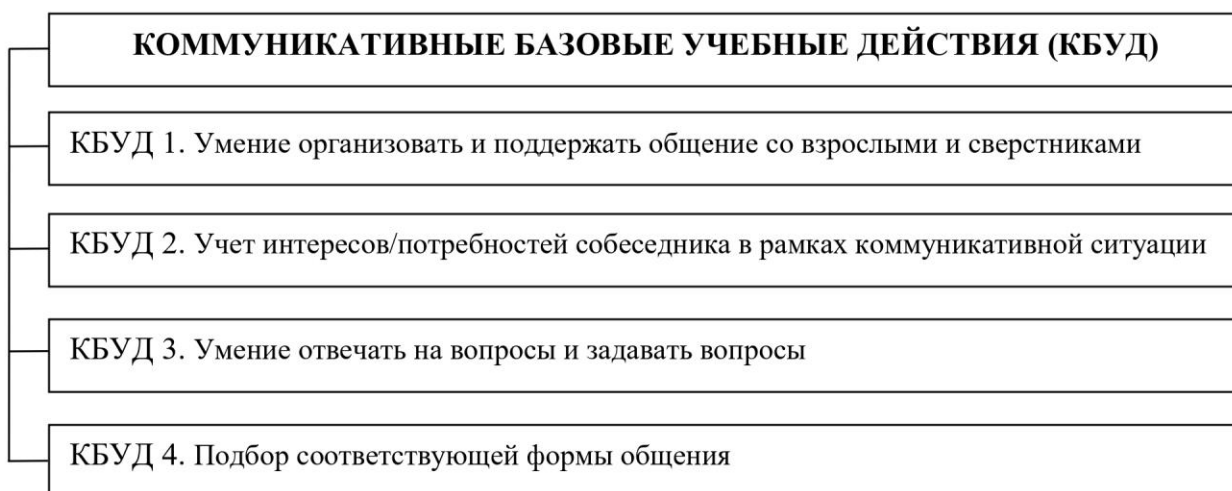 КОММУНИКАТИВНЫЕ БАЗОВЫЕ УЧЕБНЫЕ ДЕЙСТВИЯ (КБУД)
КБУД 1. Умение организовать и поддержать общение со взрослыми и сверстниками
КБУД 2. Учет интересов/потребностей собеседника в рамках коммуникативной ситуации
КБУД 3. Умение отвечать на вопросы и задавать вопросы
КБУД 4. Подбор соответствующей формы общения